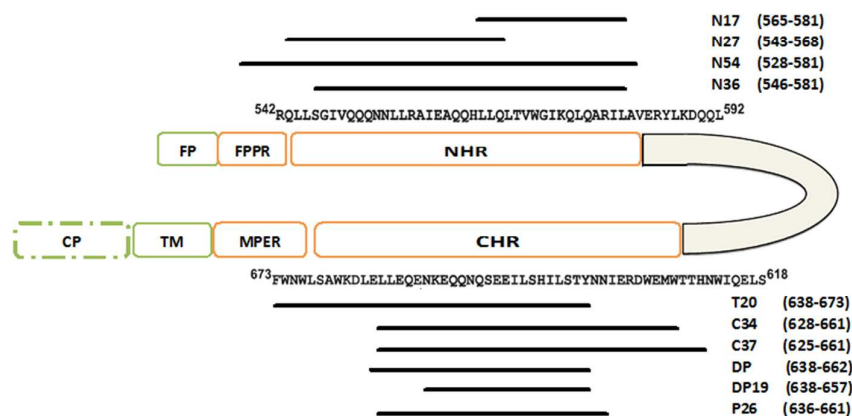 N17 (565-581)
N27 (543-568)
N54 (528-581)
N36 (546-581)
542RQLLSGIVQQQNNLLRAIEAQQHLLQLTVWGIKQLQARILAVERYLKDQQL592
FP FPPR NHR
CP TM MPER CHR
673FWNWLSAWKDLELLEQENKEQQNQSEEILSHILSTYNNIERDWEMWTTHNWIQELS618
T20 (638-673)
C34 (628-661)
C37 (625-661)
DP (638-662)
DP19 (638-657)
P26 (636-661)